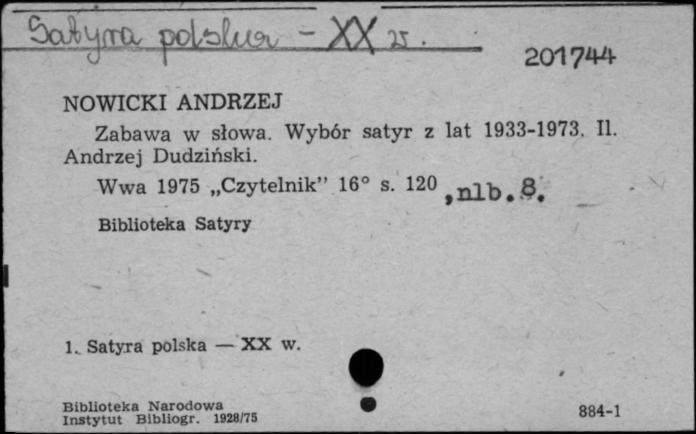 Satyra polska - XX w.
201744
NOWICKI ANDRZEJ
Zabawa w słowa. Wybór satyr z lat 1933-1973. Il.
Andrzej Dudziński.
Wwa 1975 „Czytelnik” 16° s. 120 , nlb. 8.
Biblioteka Satyry
1. Satyra polska — XX w.
Biblioteka Narodowa
Instytut Bibliogr. 1928/75
884-1